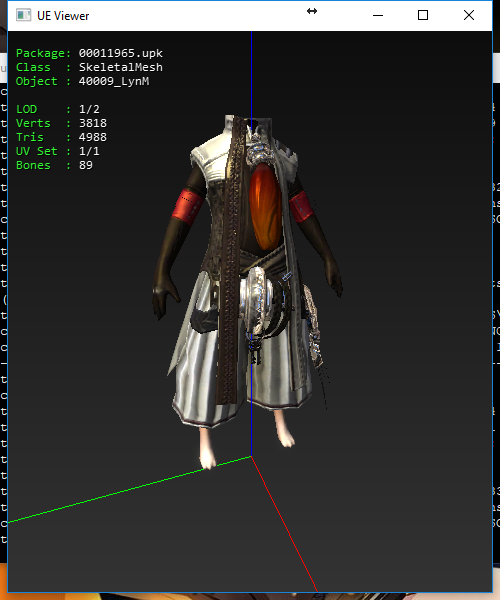 UE Viewer
Package: 00011965.upk
Class : SkeletalMesh
Object : 40009_LynM
LOD : 1/2
Verts : 3818
Tris : 4988
UV Set : 1/1
Bones : 89